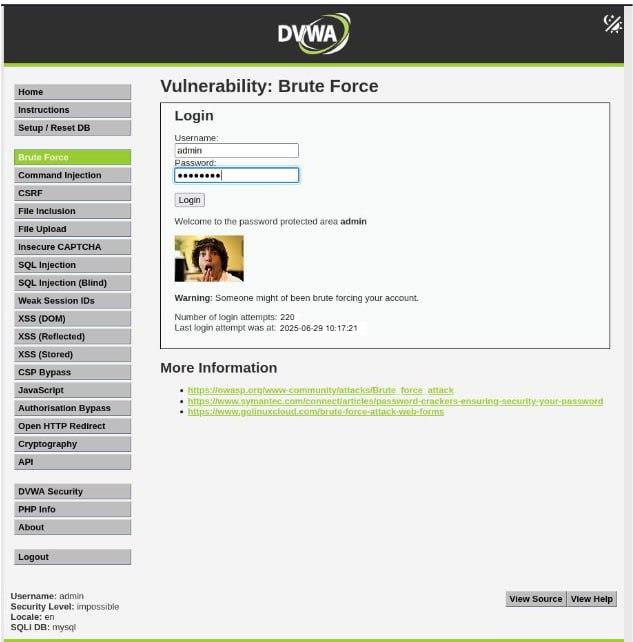 DVWA
Vulnerability: Brute Force
Home
Instructions
Setup / Reset DB
Brute Force
Command Injection
CSRF
File Inclusion
File Upload
Insecure CAPTCHA
SQL Injection
SQL Injection (Blind)
Weak Session IDs
XSS (DOM)
XSS (Reflected)
XSS (Stored)
CSP Bypass
JavaScript
Authorisation Bypass
Open HTTP Redirect
Cryptography
API
DVWA Security
PHP Info
About
Logout
Login
Username:
admin
Password:
••••••••
Login
Welcome to the password protected area admin
Warning: Someone might of been brute forcing your account.
Number of login attempts: 220
Last login attempt was at: 2025-06-29 10:17:21
More Information
• https://owasp.org/www-community/attacks/Brute_force_attack
• https://www.symantec.com/connect/articles/password-crackers-ensuring-security-your-password
• https://www.golinuxcloud.com/brute-force-attack-web-forms
Username: admin
Security Level: impossible
Locale: en
SQLi DB: mysql
View Source View Help